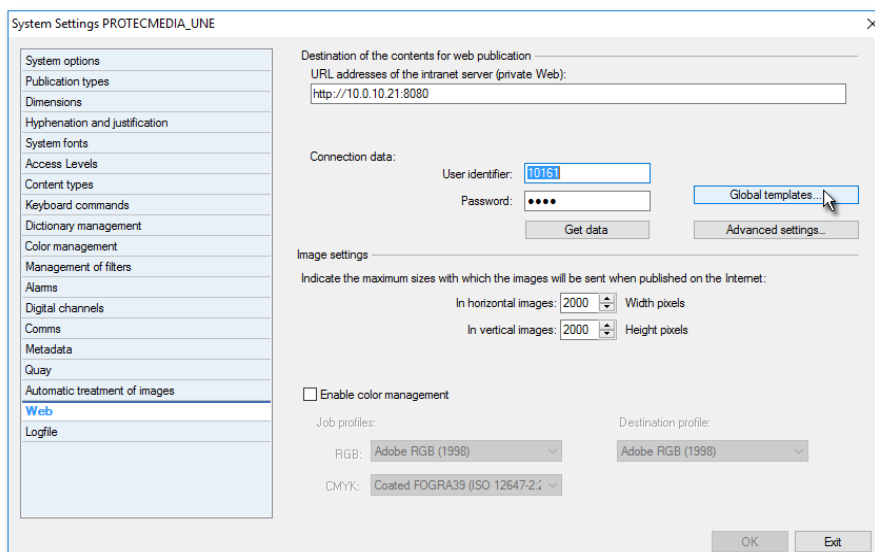 System Settings PROTECMEDIA_UNE
System options
Publication types
Dimensions
Hyphenation and justification
System fonts
Access Levels
Content types
Keyboard commands
Dictionary management
Color management
Management of filters
Alarms
Digital channels
Comms
Metadata
Quay
Automatic treatment of images
Web
Logfile
Destination of the contents for web publication
URL addresses of the intranet server (private Web):
http://10.0.10.21:8080
Connection data:
User identifier: 10161
Password: ●●●●
Global templates...
Get data
Advanced settings...
Image settings
Indicate the maximum sizes with which the images will be sent when published on the Internet:
In horizontal images: 2000 Width pixels
In vertical images: 2000 Height pixels
Enable color management
Job profiles:
Destination profile:
RGB: Adobe RGB (1998)
Adobe RGB (1998)
CMYK: Coated FOGRA39 (ISO 12647-2:2
OK
Exit